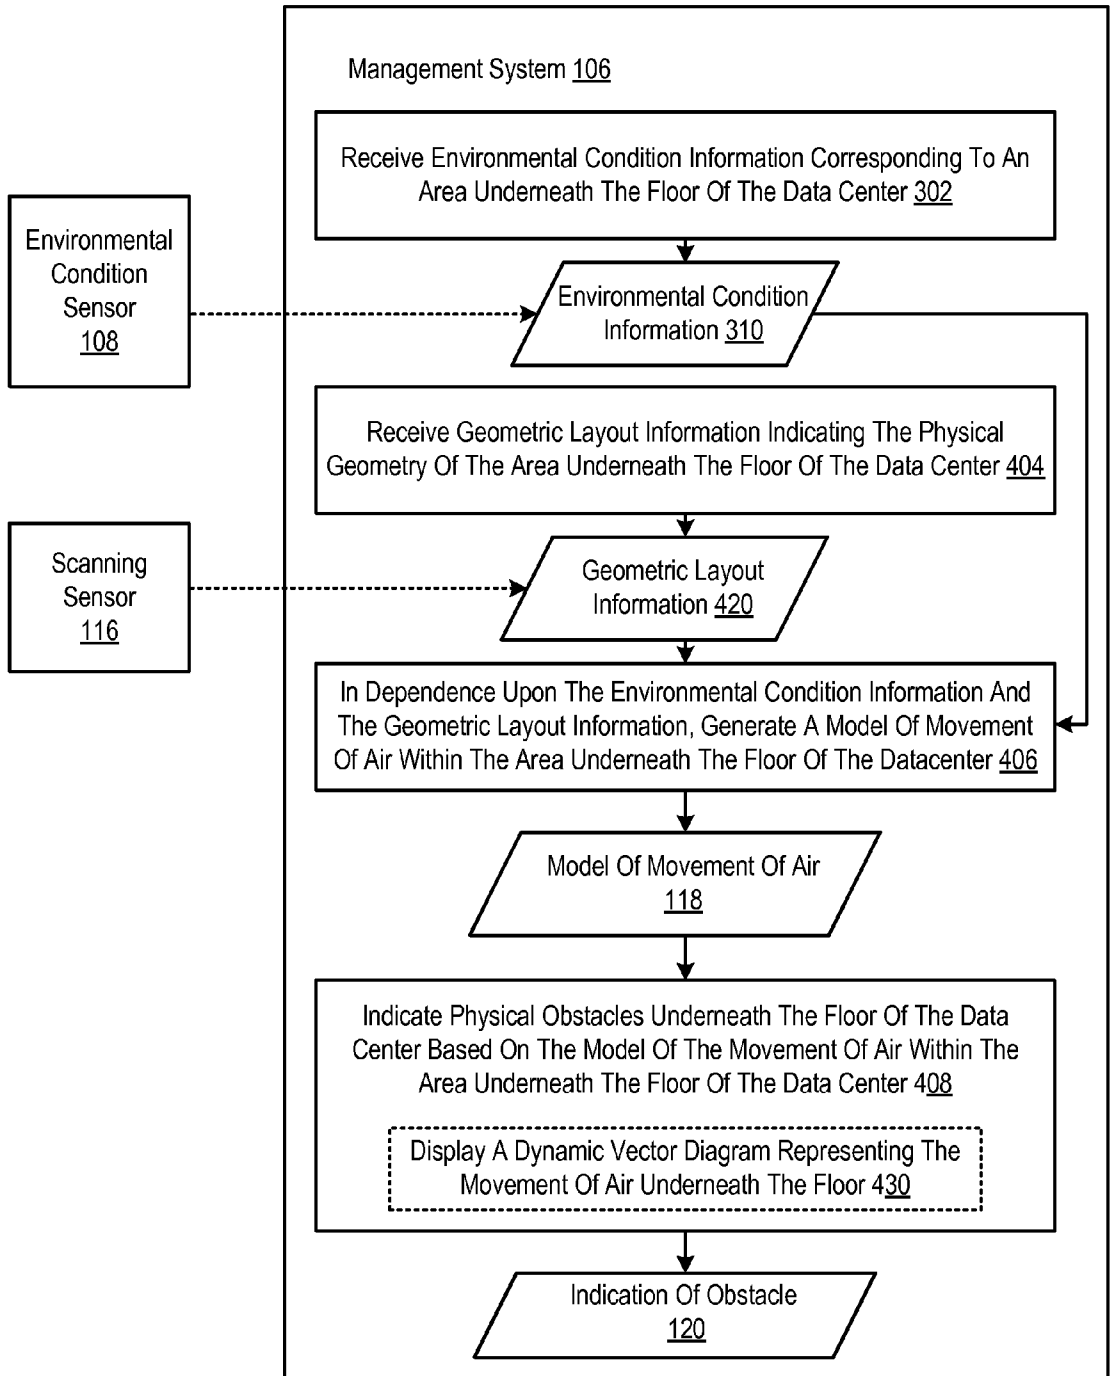 Management System 106
Receive Environmental Condition Information Corresponding To An
Area Underneath The Floor Of The Data Center 302
Environmental
Condition
Sensor
108
Environmental Condition
Information 310
Receive Geometric Layout Information Indicating The Physical
Geometry Of The Area Underneath The Floor Of The Data Center 404
Scanning
Sensor
116
Geometric Layout
Information 420
In Dependence Upon The Environmental Condition Information And
The Geometric Layout Information, Generate A Model Of Movement
Of Air Within The Area Underneath The Floor Of The Datacenter 406
Model Of Movement Of Air
118
Indicate Physical Obstacles Underneath The Floor Of The Data
Center Based On The Model Of The Movement Of Air Within The
Area Underneath The Floor Of The Data Center 408
Display A Dynamic Vector Diagram Representing The
Movement Of Air Underneath The Floor 430
Indication Of Obstacle
120